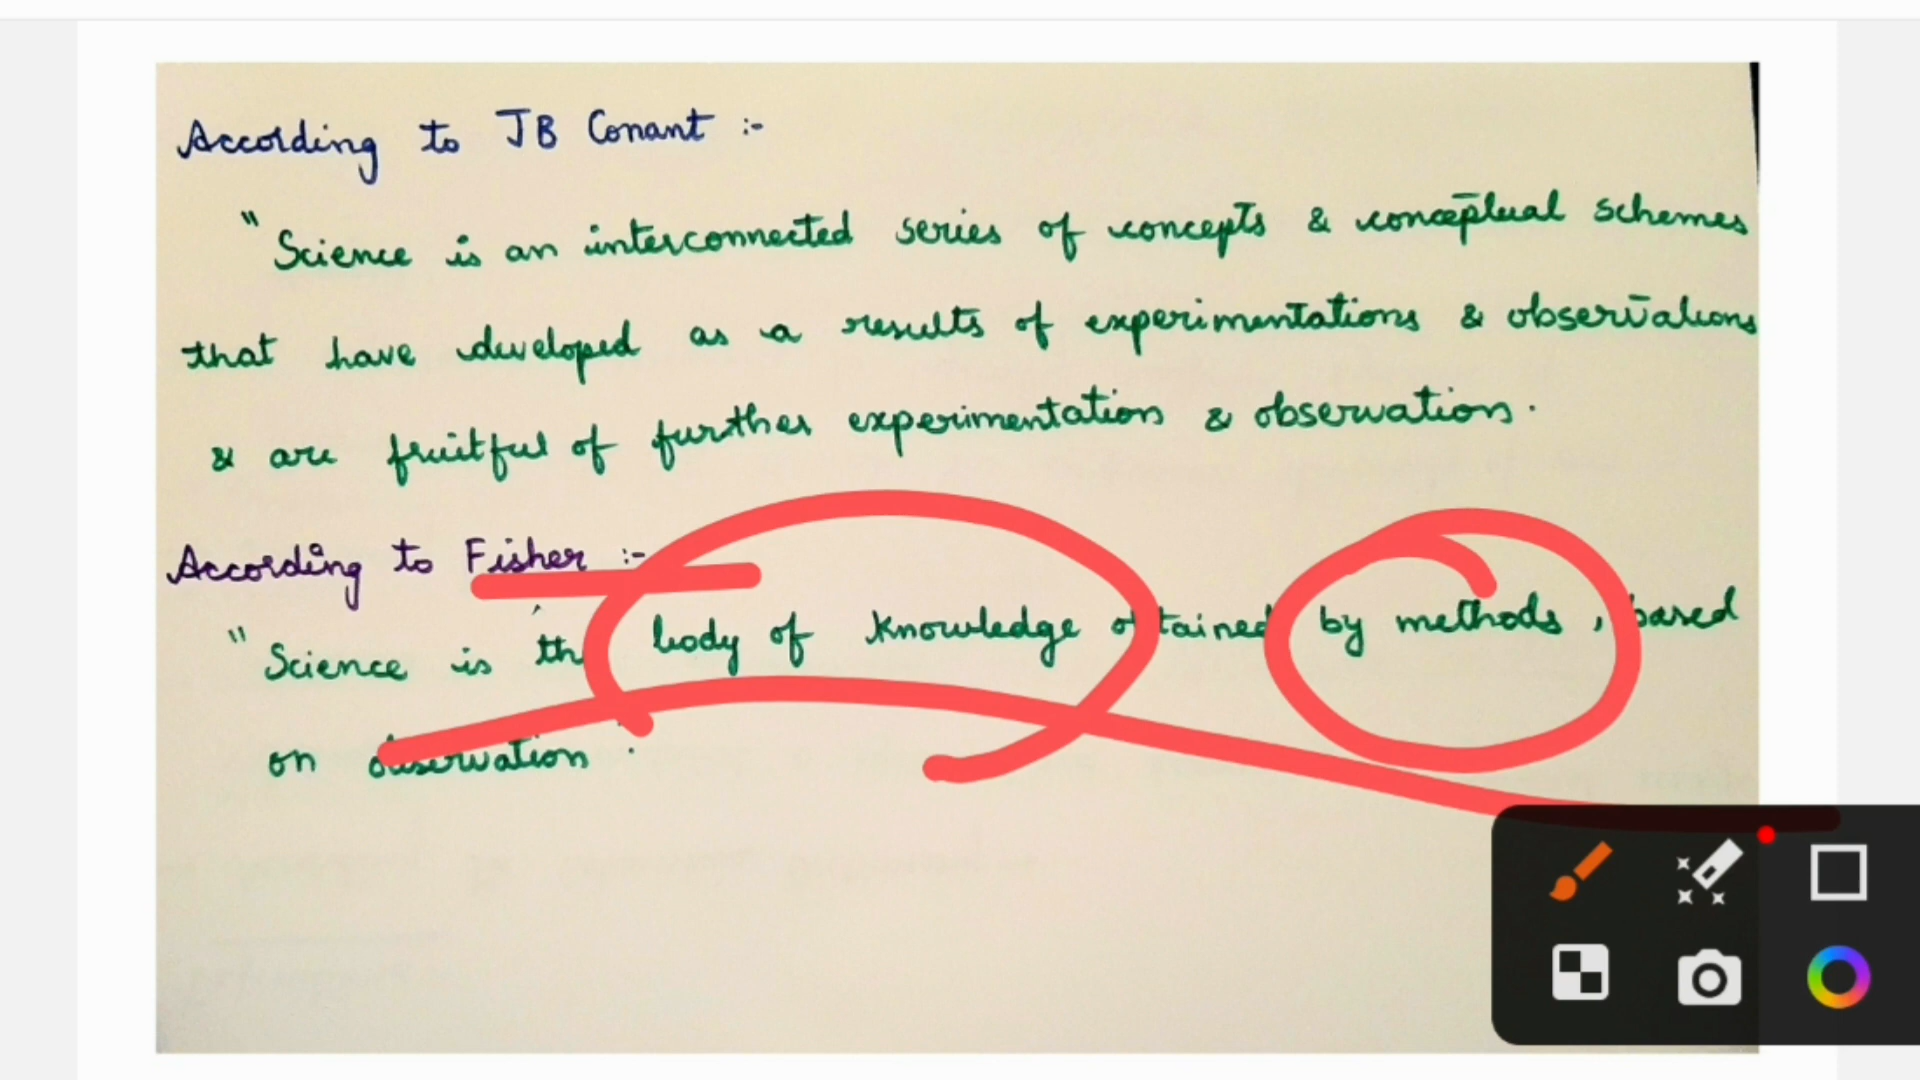 According to JB Conant :-
" Science is an interconnected series of concepts & conceptual schemes
that have developed as a results of experimentations & observations
& are fruitful of further experimentation & observation.
According to Fisher :-
" Science is the body of knowledge obtained by methods, based
on observation .